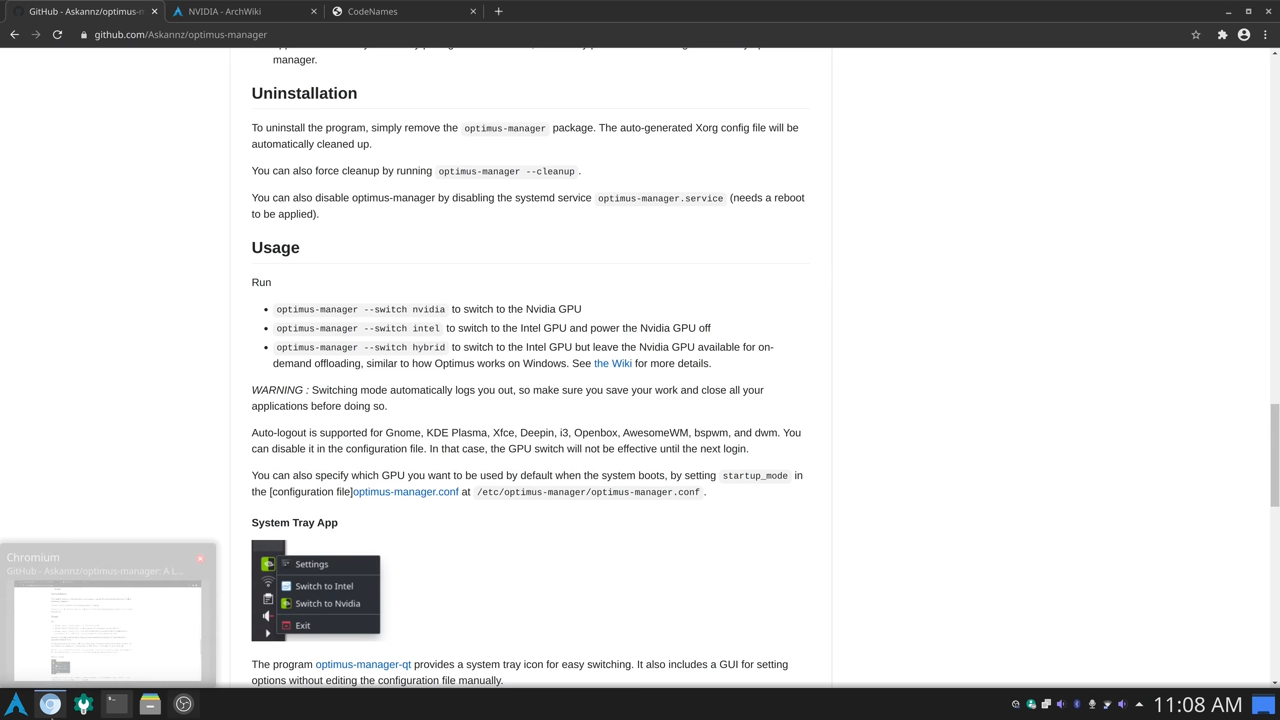 GitHub - Askannz/optimus-m
NVIDIA - ArchWiki
CodeNames
github.com/Askannz/optimus-manager
manager.
Uninstallation
To uninstall the program, simply remove the optimus-manager package. The auto-generated Xorg config file will be
automatically cleaned up.
You can also force cleanup by running optimus-manager --cleanup.
You can also disable optimus-manager by disabling the systemd service optimus-manager.service (needs a reboot
to be applied).
Usage
Run
• optimus-manager --switch nvidia to switch to the Nvidia GPU
• optimus-manager --switch intel to switch to the Intel GPU and power the Nvidia GPU off
• optimus-manager --switch hybrid to switch to the Intel GPU but leave the Nvidia GPU available for on-
demand offloading, similar to how Optimus works on Windows. See the Wiki for more details.
WARNING : Switching mode automatically logs you out, so make sure you save your work and close all your
applications before doing so.
Auto-logout is supported for Gnome, KDE Plasma, Xfce, Deepin, i3, Openbox, AwesomeWM, bspwm, and dwm. You
can disable it in the configuration file. In that case, the GPU switch will not be effective until the next login.
You can also specify which GPU you want to be used by default when the system boots, by setting startup_mode in
the [configuration file]optimus-manager.conf at /etc/optimus-manager/optimus-manager.conf.
System Tray App
Settings
Switch to Intel
Switch to Nvidia
Exit
The program optimus-manager-qt provides a system tray icon for easy switching. It also includes a GUI for setting
options without editing the configuration file manually.
Chromium
GitHub - Askannz/optimus-manager: A L...
11:08 AM